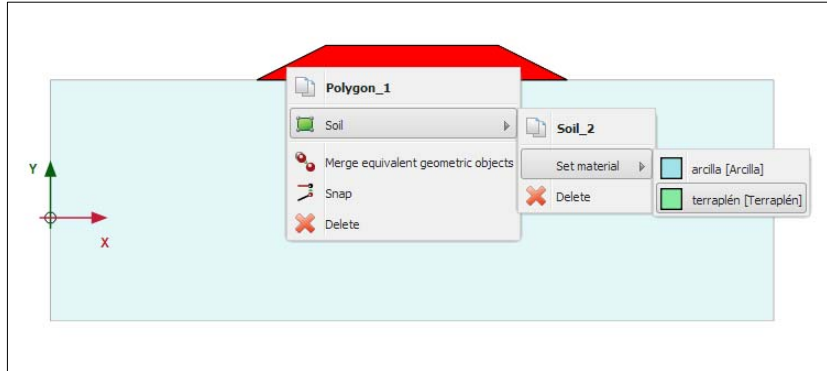 Polygon_1
Soil
Soil_2
Merge equivalent geometric objects
Set material
arcilla [Arcilla]
Snap
Delete
terraplén [Terraplén]
Delete
Y
X